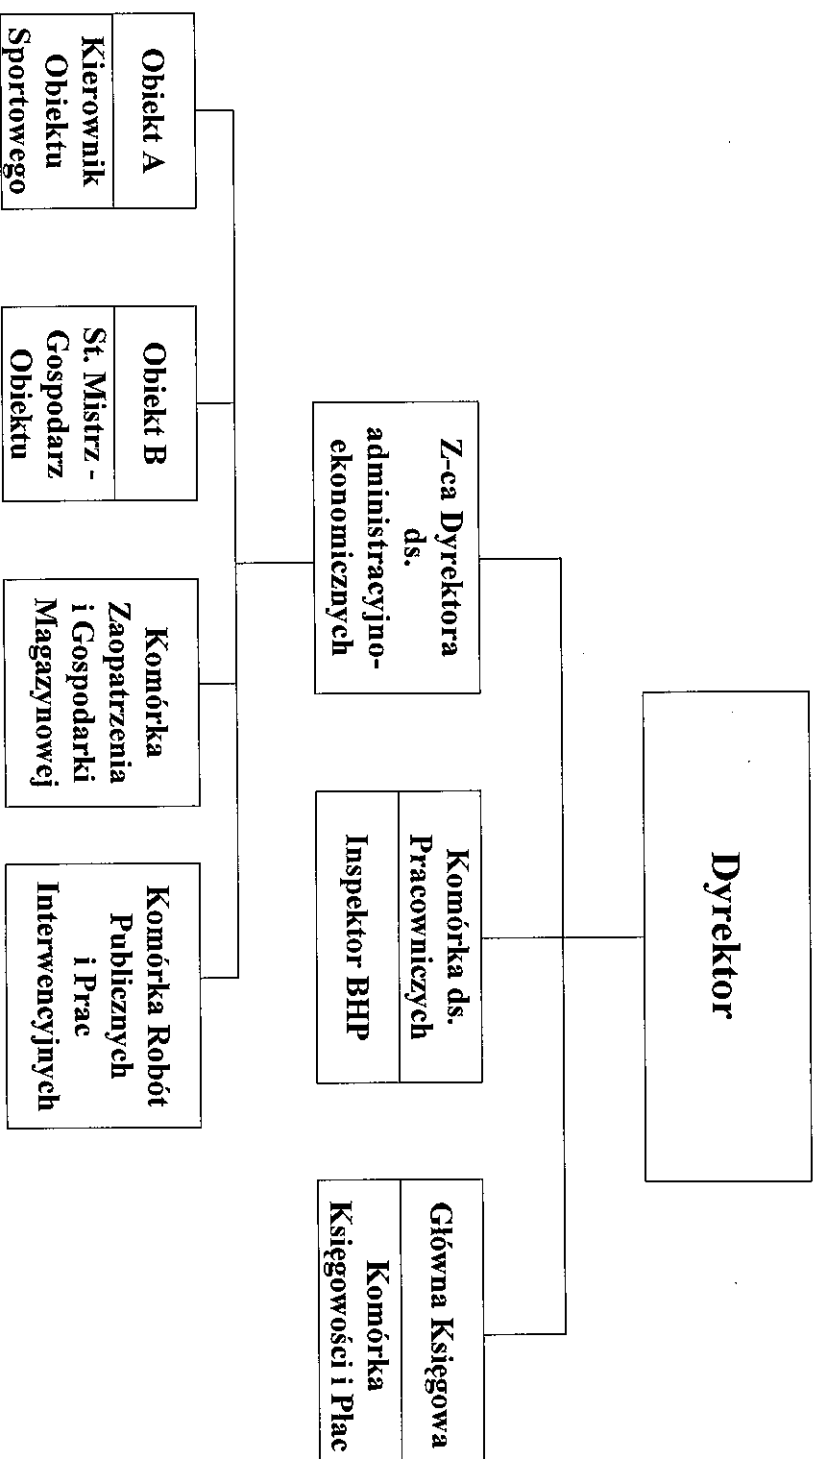 Dyrektor
Z-ca Dyrektora
ds.
administracyjno-
ekonomicznych
Komórka ds.
Pracowniczych
Inspektor BHP
Główna Księgowa
Komórka
Księgowości i Płac
Obiekt A
Kierownik
Obiektu
Sportowego
Obiekt B
St. Mistrz -
Gospodarz
Obiektu
Komórka
Zaopatrzenia
i Gospodarki
Magazynowej
Komórka Robót
Publicznych
i Prac
Interwencyjnych